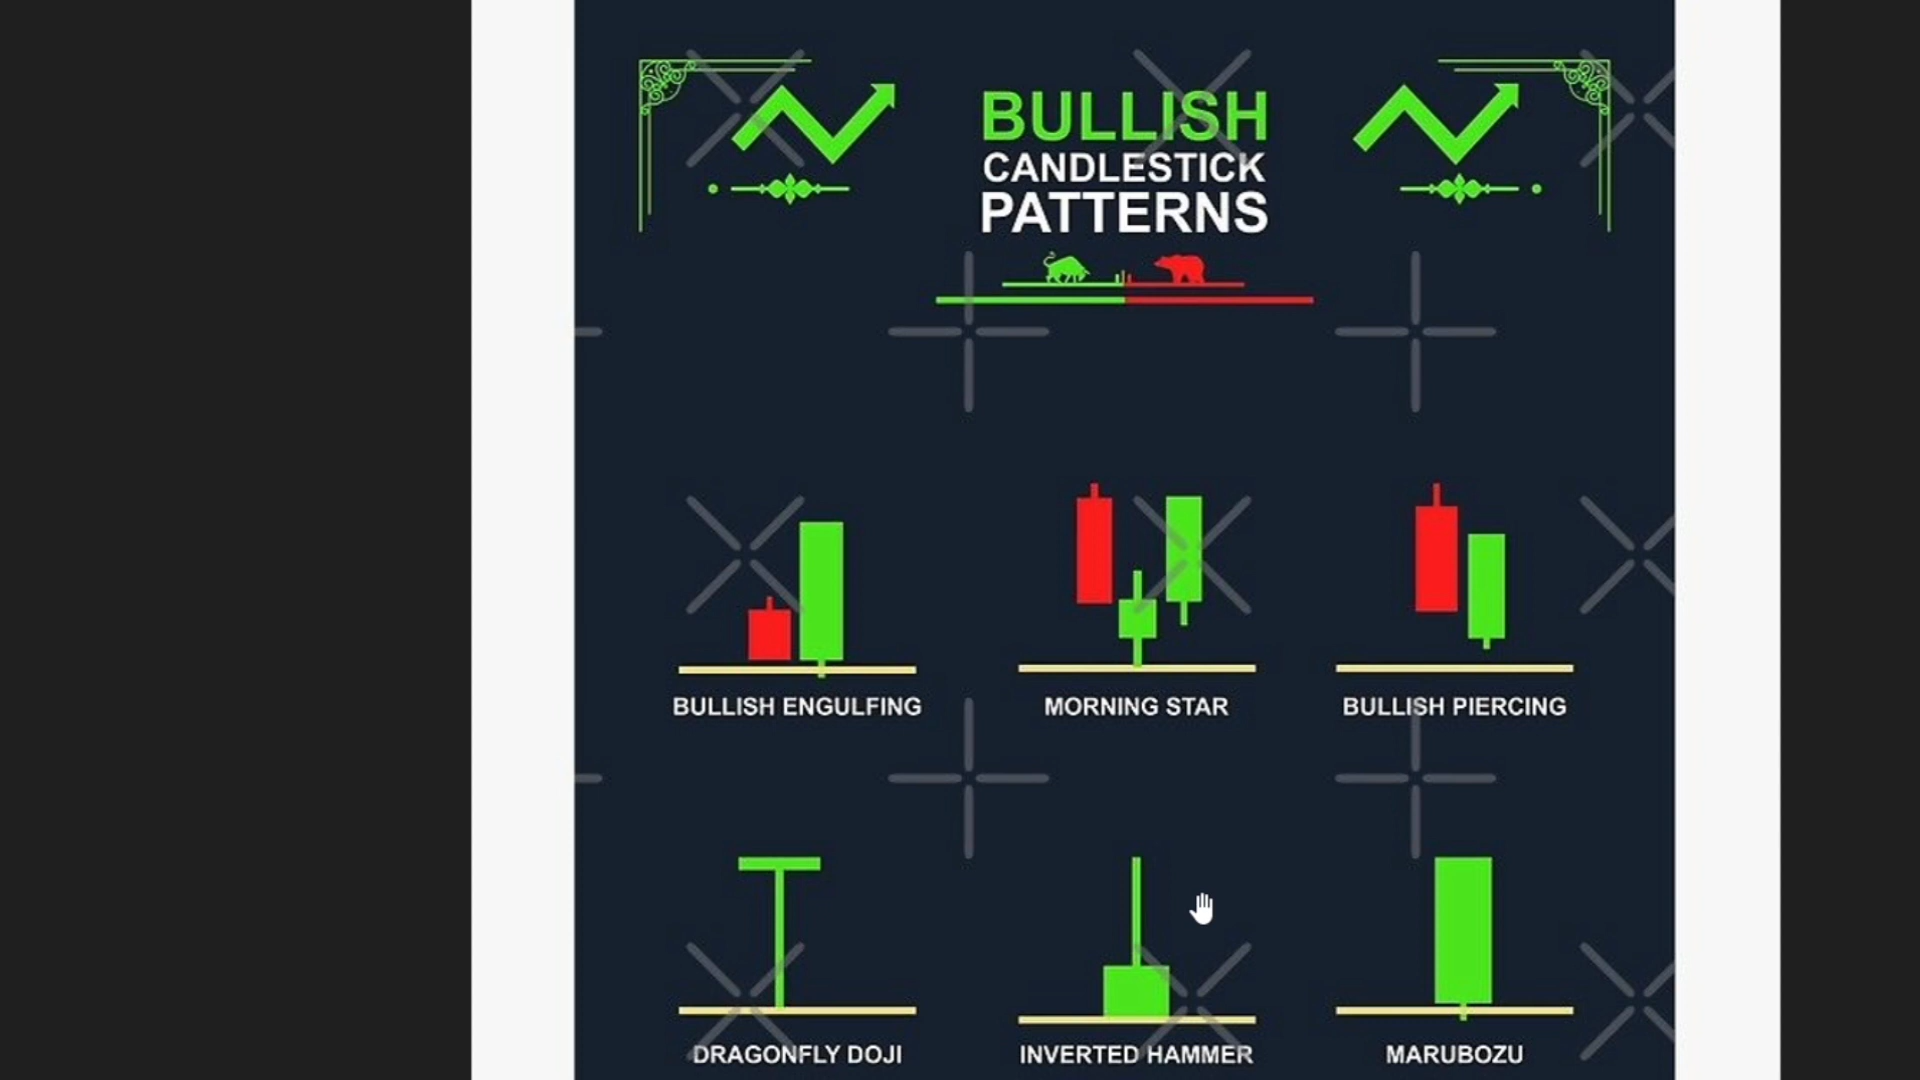 BULLISH
CANDLESTICK
PATTERNS
BULLISH ENGULFING
MORNING STAR
BULLISH PIERCING
DRAGONFLY DOJI
INVERTED HAMMER
MARUBOZU